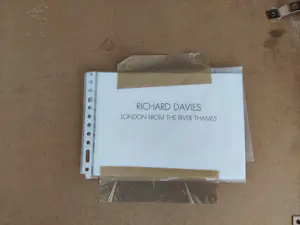 RICHARD DAVIES
LONDON FROM THE RIVER THAMES